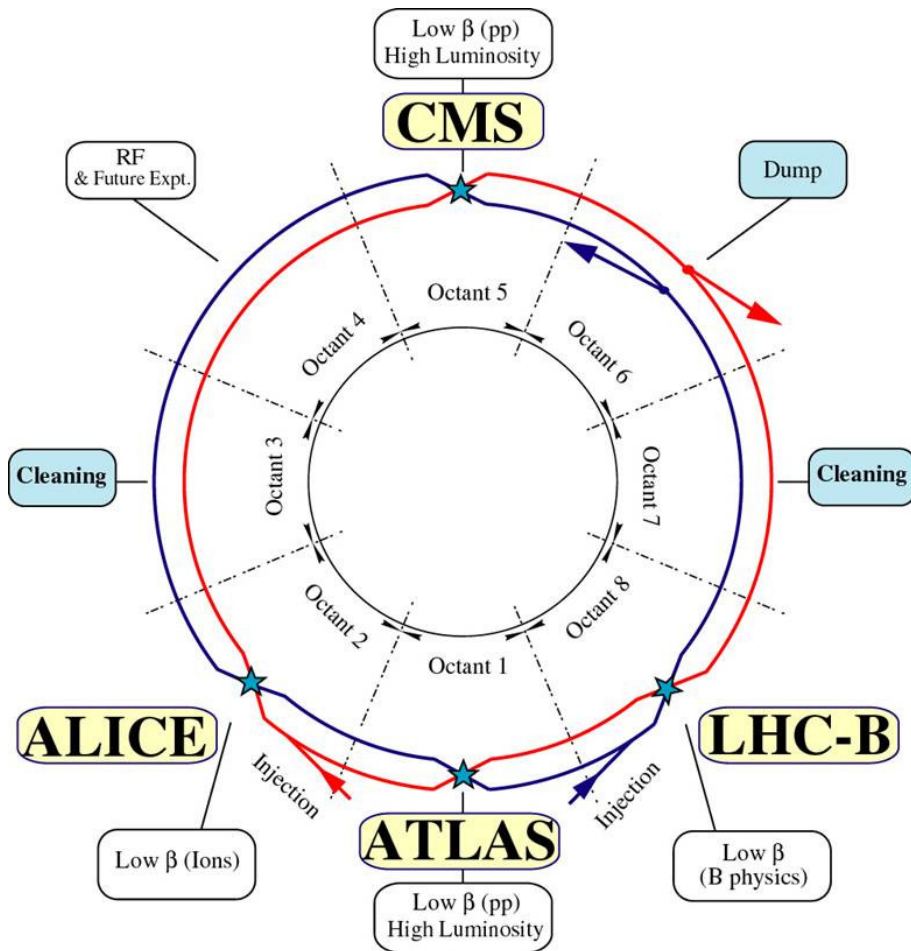 Low β (pp)
High Luminosity
CMS
RF
& Future Expt.
Dump
Octant 5
Octant 4
Octant 6
Cleaning
Octant 3
Octant 7
Cleaning
Octant 2
Octant 8
Octant 1
ALICE
LHC-B
Injection
Injection
ATLAS
Low β (Ions)
Low β
(B physics)
Low β (pp)
High Luminosity